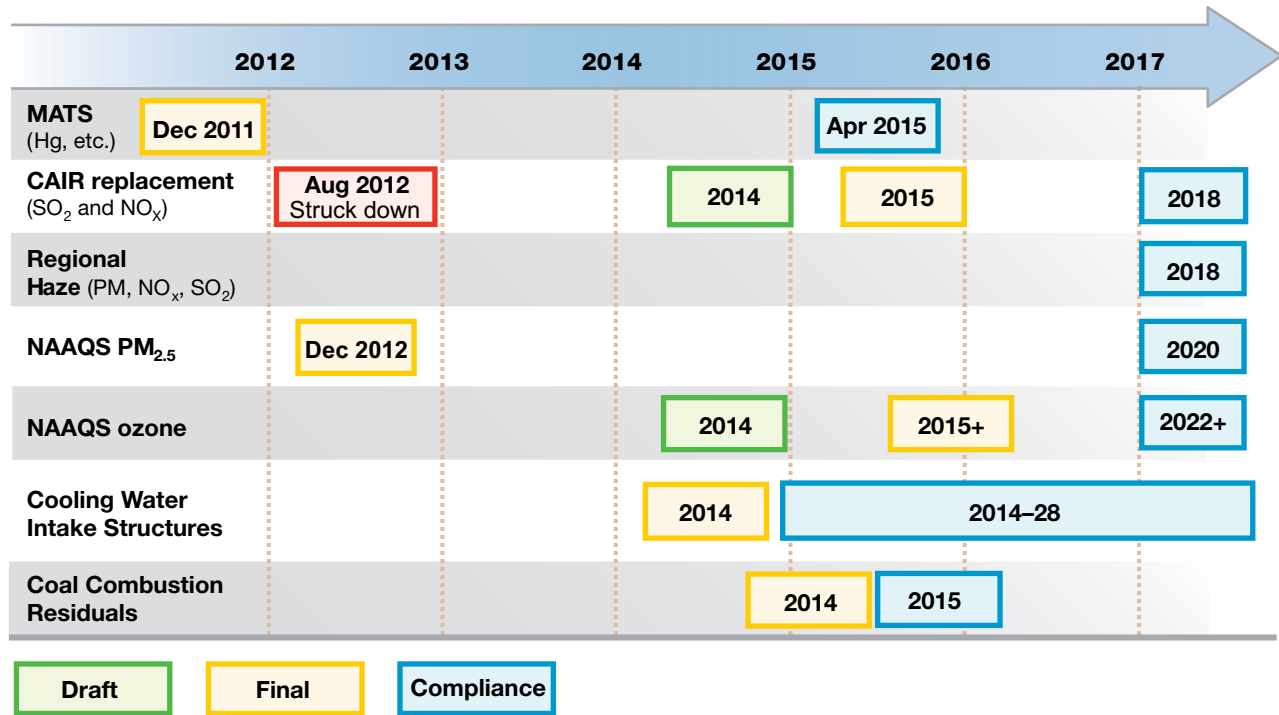 2012 2013 2014 2015 2016 2017
MATS
(Hg, etc.)
Dec 2011
Apr 2015
CAIR replacement
(SO₂ and NOₓ)
Aug 2012
Struck down
2014
2015
2018
Regional
Haze (PM, NOₓ, SO₂)
2018
NAAQS PM₂.₅
Dec 2012
2020
NAAQS ozone
2014
2015+
2022+
Cooling Water
Intake Structures
2014
2014–28
Coal Combustion
Residuals
2014
2015
Draft
Final
Compliance